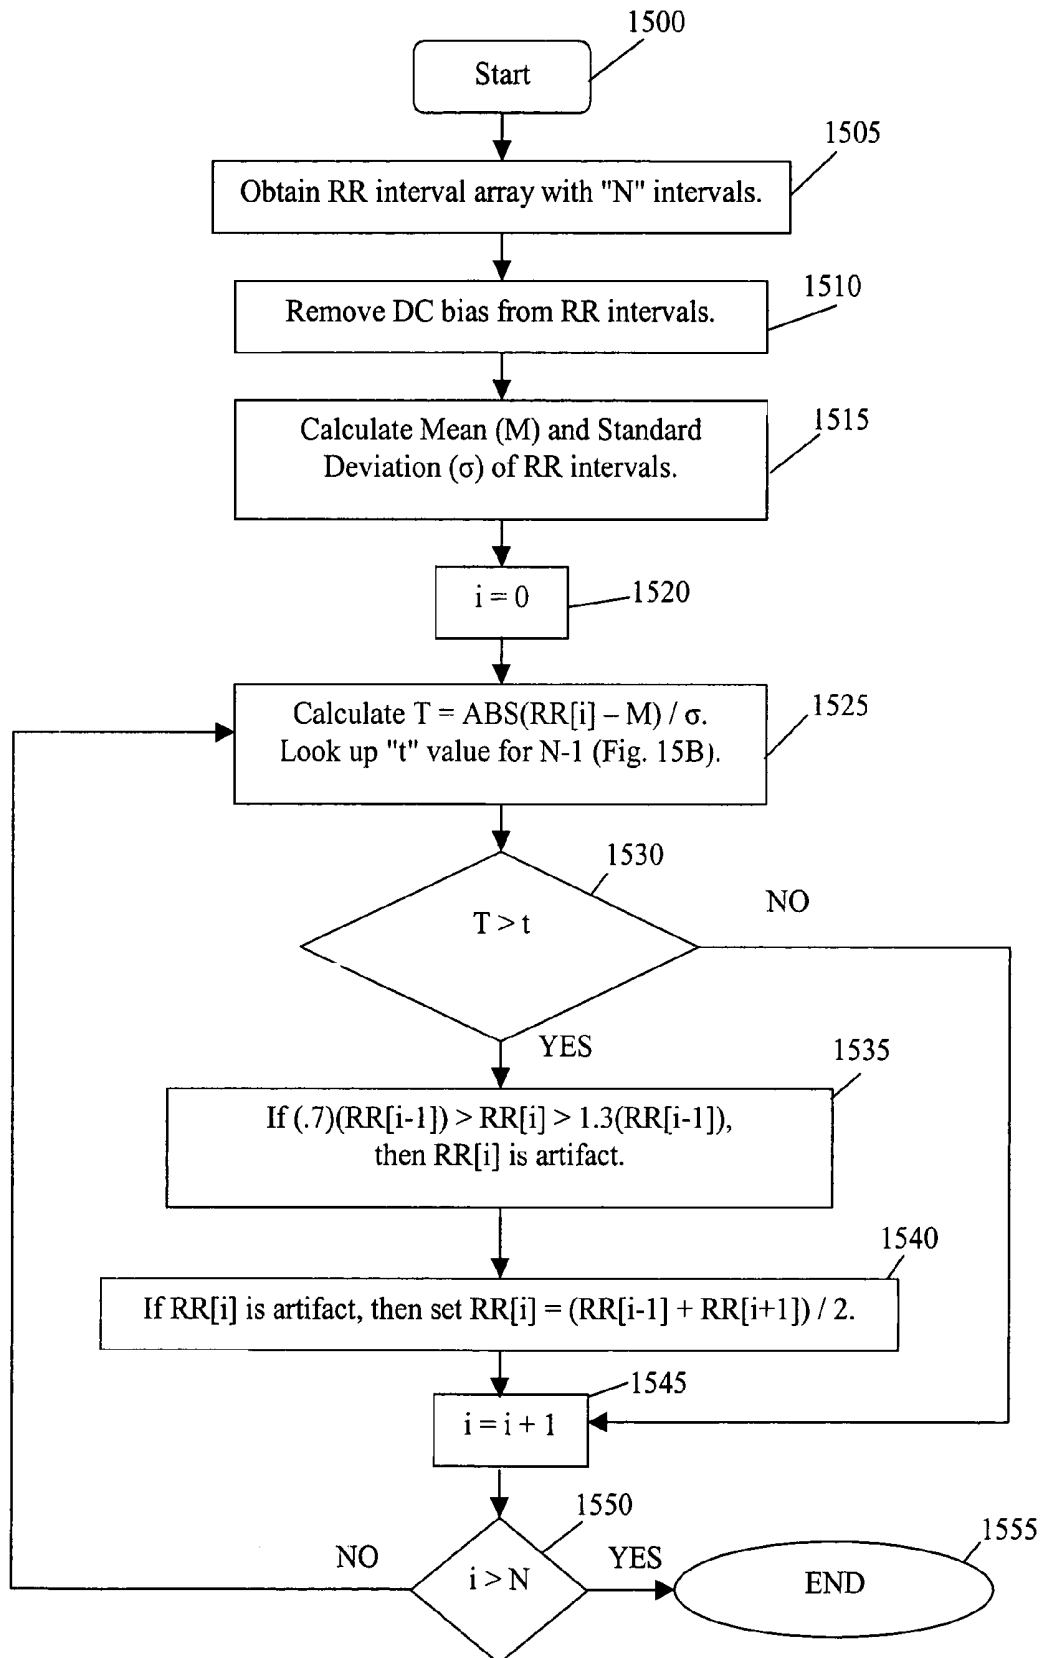 1500
Start
1505
Obtain RR interval array with "N" intervals.
1510
Remove DC bias from RR intervals.
1515
Calculate Mean (M) and Standard
Deviation (σ) of RR intervals.
i = 0
1520
Calculate T = ABS(RR[i] – M) / σ.
Look up "t" value for N-1 (Fig. 15B).
1525
1530
T > t
NO
YES
1535
If (.7)(RR[i-1]) > RR[i] > 1.3(RR[i-1]),
then RR[i] is artifact.
1540
If RR[i] is artifact, then set RR[i] = (RR[i-1] + RR[i+1]) / 2.
1545
i = i + 1
1550
NO
i > N
YES
1555
END